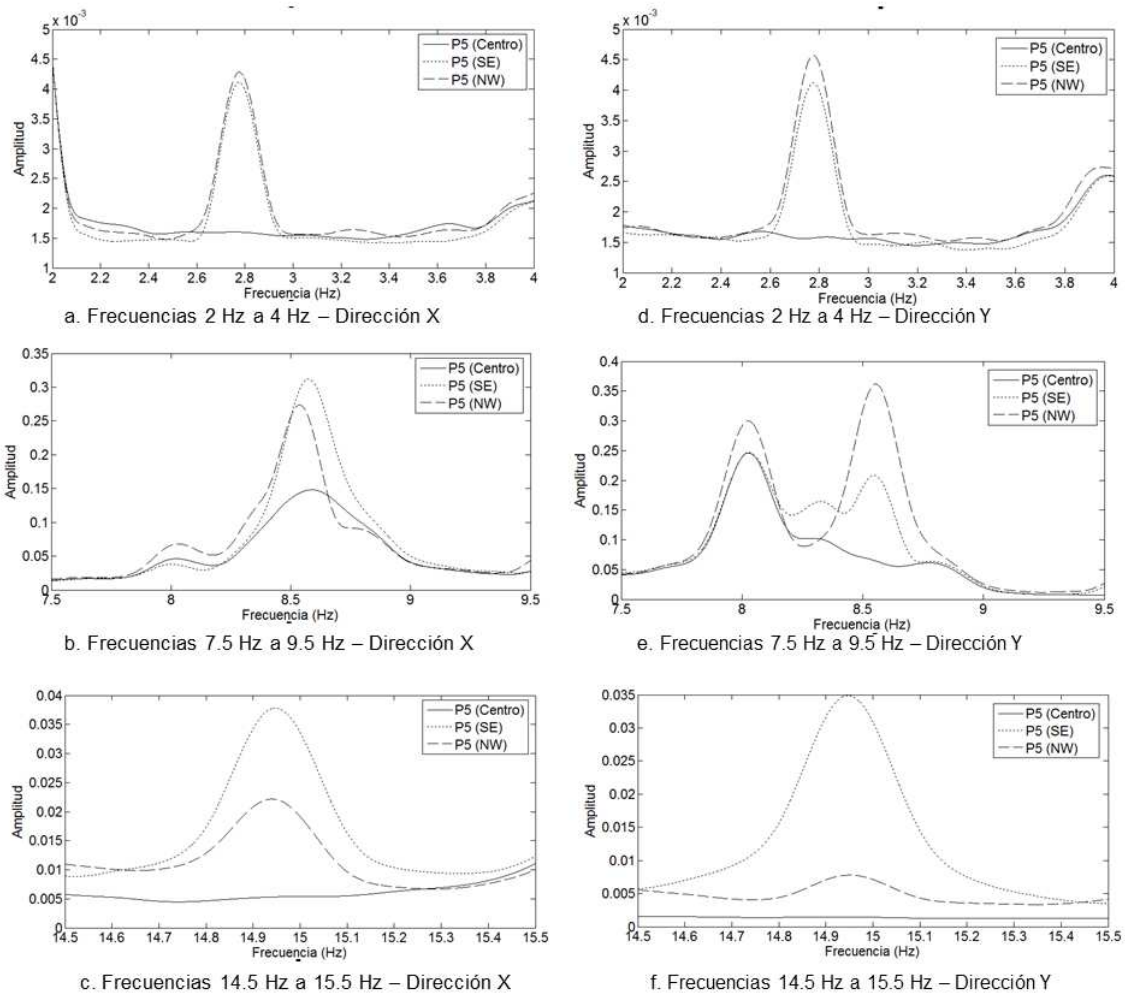 x 10⁻³
5
4.5
4
3.5
3
2.5
2
1.5
1
Amplitud
P5 (Centro)
P5 (SE)
P5 (NW)
2 2.2 2.4 2.6 2.8 3 3.2 3.4 3.6 3.8 4
Frecuencia (Hz)
a. Frecuencias 2 Hz a 4 Hz – Dirección X
x 10⁻³
5
4.5
4
3.5
3
2.5
2
1.5
1
Amplitud
P5 (Centro)
P5 (SE)
P5 (NW)
2 2.2 2.4 2.6 2.8 3 3.2 3.4 3.6 3.8 4
Frecuencia (Hz)
d. Frecuencias 2 Hz a 4 Hz – Dirección Y
0.35
0.3
0.25
0.2
0.15
0.1
0.05
0
Amplitud
P5 (Centro)
P5 (SE)
P5 (NW)
7.5 8 8.5 9 9.5
Frecuencia (Hz)
b. Frecuencias 7.5 Hz a 9.5 Hz – Dirección X
0.4
0.35
0.3
0.25
0.2
0.15
0.1
0.05
0
Amplitud
P5 (Centro)
P5 (SE)
P5 (NW)
7.5 8 8.5 9 9.5
Frecuencia (Hz)
e. Frecuencias 7.5 Hz a 9.5 Hz – Dirección Y
0.04
0.035
0.03
0.025
0.02
0.015
0.01
0.005
0
Amplitud
P5 (Centro)
P5 (SE)
P5 (NW)
14.5 14.6 14.7 14.8 14.9 15 15.1 15.2 15.3 15.4 15.5
Frecuencia (Hz)
c. Frecuencias 14.5 Hz a 15.5 Hz – Dirección X
0.035
0.03
0.025
0.02
0.015
0.01
0.005
0
Amplitud
P5 (Centro)
P5 (SE)
P5 (NW)
14.5 14.6 14.7 14.8 14.9 15 15.1 15.2 15.3 15.4 15.5
Frecuencia (Hz)
f. Frecuencias 14.5 Hz a 15.5 Hz – Dirección Y